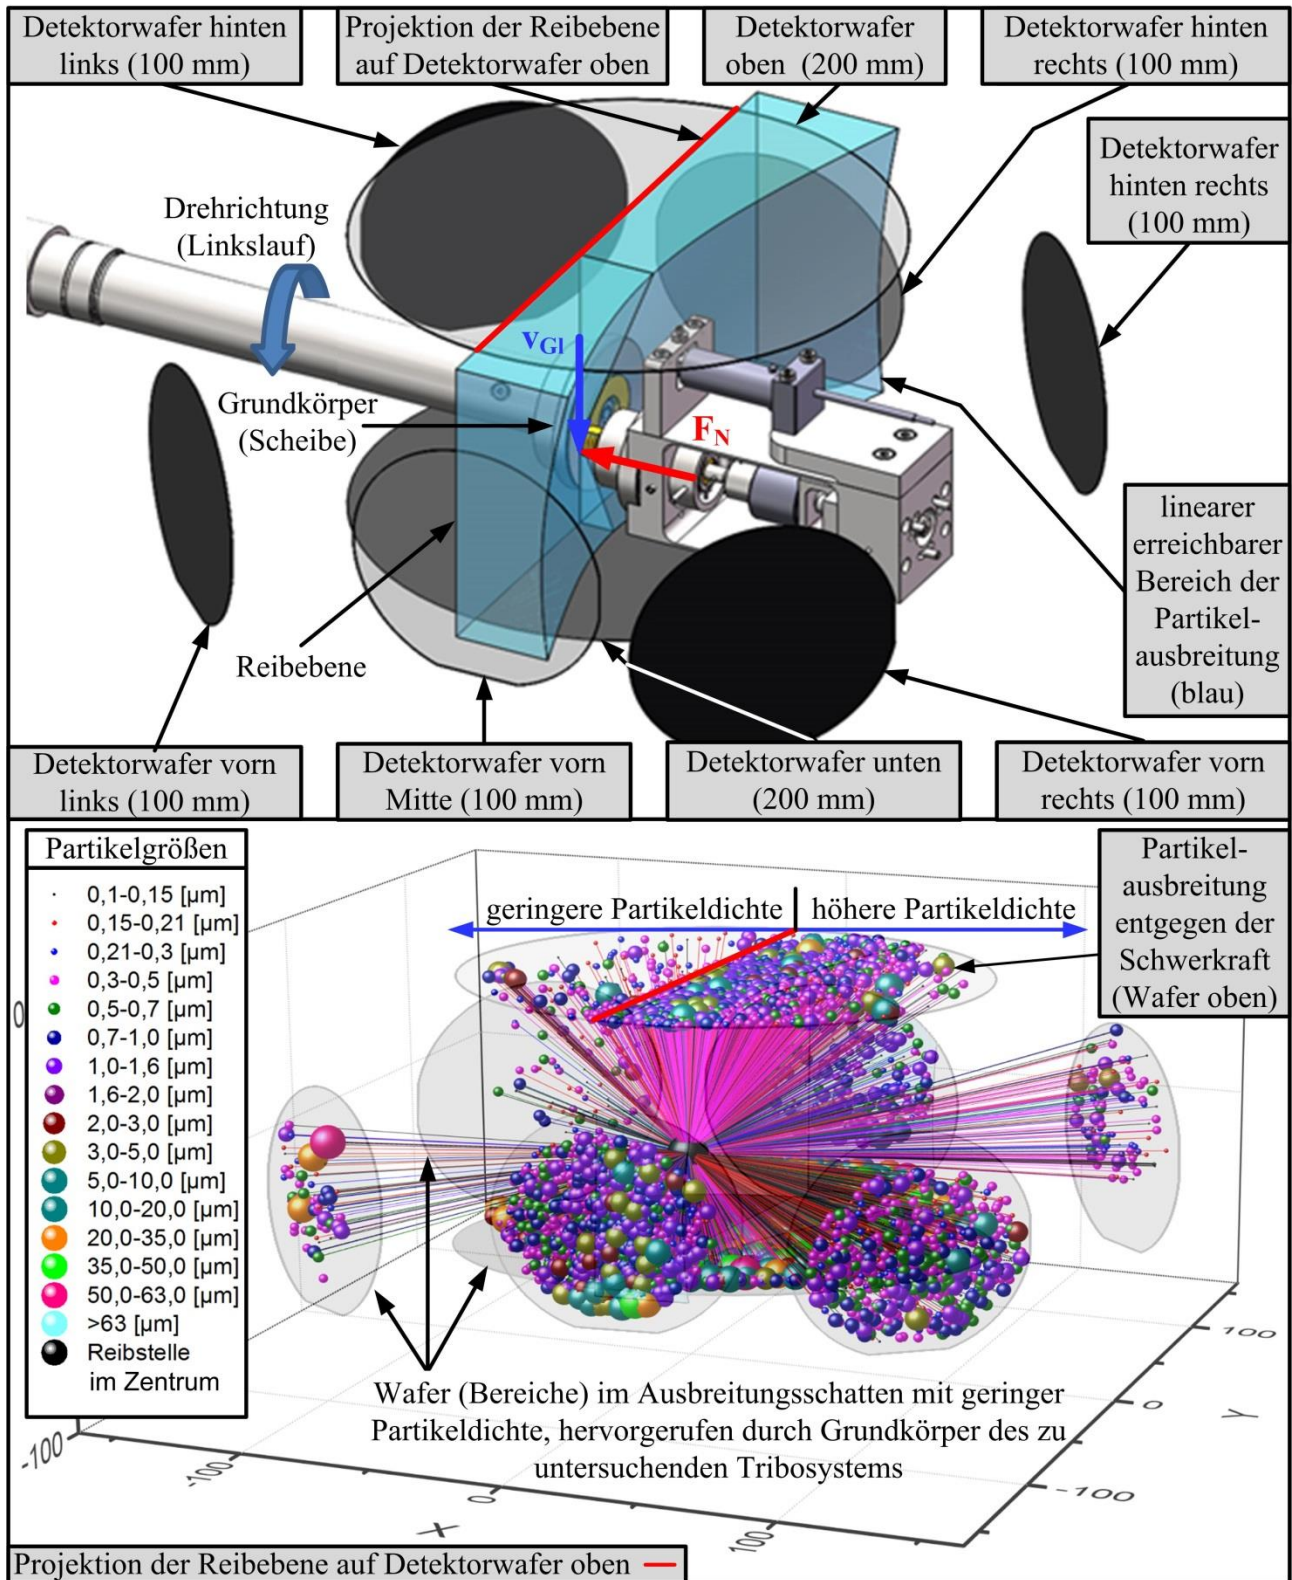 Detektorwafer hinten
links (100 mm)
Projektion der Reibebene
auf Detektorwafer oben
Detektorwafer
oben (200 mm)
Detektorwafer hinten
rechts (100 mm)
Detektorwafer
hinten rechts
(100 mm)
Drehrichtung
(Linkslauf)
vGl
Grundkörper
(Scheibe)
FN
linearer
erreichbarer
Bereich der
Partikel-
ausbreitung
(blau)
Reibebene
Detektorwafer vorn
links (100 mm)
Detektorwafer vorn
Mitte (100 mm)
Detektorwafer unten
(200 mm)
Detektorwafer vorn
rechts (100 mm)
Partikelgrößen
0,1-0,15 [µm]
0,15-0,21 [µm]
0,21-0,3 [µm]
0,3-0,5 [µm]
0,5-0,7 [µm]
0,7-1,0 [µm]
1,0-1,6 [µm]
1,6-2,0 [µm]
2,0-3,0 [µm]
3,0-5,0 [µm]
5,0-10,0 [µm]
10,0-20,0 [µm]
20,0-35,0 [µm]
35,0-50,0 [µm]
50,0-63,0 [µm]
>63 [µm]
Reibstelle
im Zentrum
geringere Partikeldichte
höhere Partikeldichte
Partikel-
ausbreitung
entgegen der
Schwerkraft
(Wafer oben)
0
Wafer (Bereiche) im Ausbreitungsschatten mit geringer
Partikeldichte, hervorgerufen durch Grundkörper des zu
untersuchenden Tribosystems
-100
-100
0
100
X
100
0
-100
Y
Projektion der Reibebene auf Detektorwafer oben